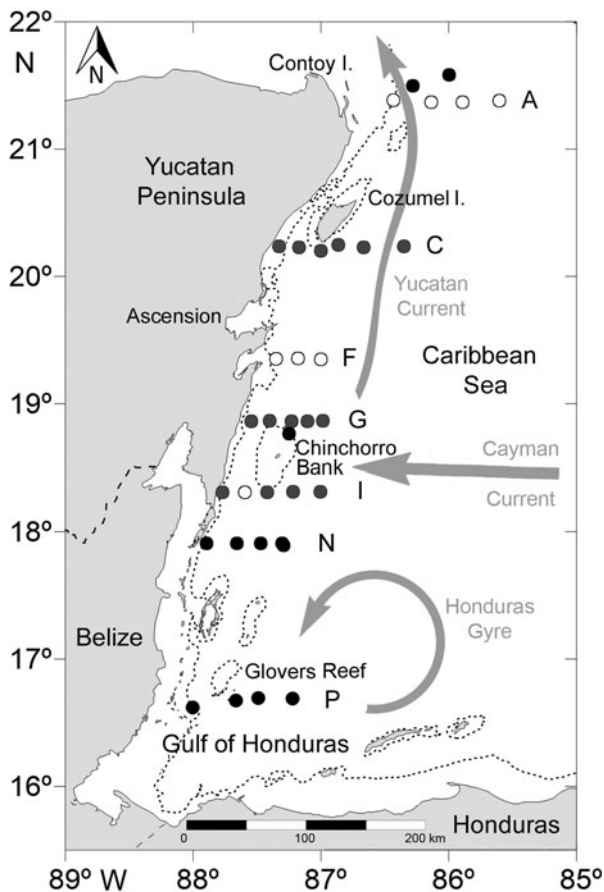 22º
N
N
Contoy I.
A
21º
Yucatan
Peninsula
Cozumel I.
C
20º
Yucatan
Current
Ascension
F
Caribbean
Sea
19º
G
Chinchorro
Bank
Cayman
Current
I
18º
N
Honduras
Gyre
Belize
17º
Glovers Reef
P
Gulf of Honduras
16º
Honduras
0
100
200 km
89º W
88º
87º
86º
85º